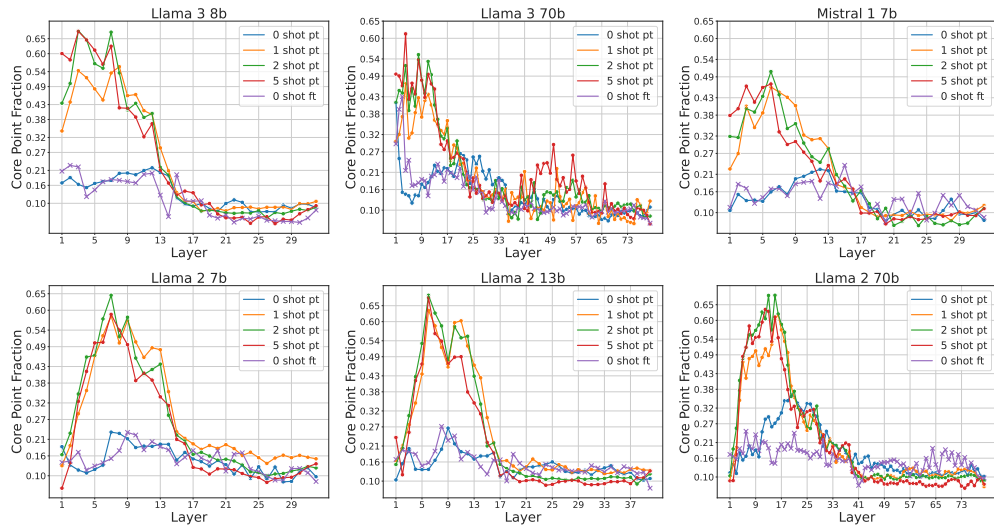 Llama 3 8b
0.65
0.60
0.54
0.49
0.43
0.38
0.32
0.27
0.21
0.16
0.10
Core Point Fraction
0 shot pt
1 shot pt
2 shot pt
5 shot pt
0 shot ft
1 5 9 13 17 21 25 29
Layer
Llama 3 70b
0.65
0.60
0.54
0.49
0.43
0.38
0.32
0.27
0.21
0.16
0.10
Core Point Fraction
0 shot pt
1 shot pt
2 shot pt
5 shot pt
0 shot ft
1 9 17 25 33 41 49 57 65 73
Layer
Mistral 1 7b
0.65
0.60
0.54
0.49
0.43
0.38
0.32
0.27
0.21
0.16
0.10
Core Point Fraction
0 shot pt
1 shot pt
2 shot pt
5 shot pt
0 shot ft
1 5 9 13 17 21 25 29
Layer
Llama 2 7b
0.65
0.60
0.54
0.49
0.43
0.38
0.32
0.27
0.21
0.16
0.10
Core Point Fraction
0 shot pt
1 shot pt
2 shot pt
5 shot pt
0 shot ft
1 5 9 13 17 21 25 29
Layer
Llama 2 13b
0.65
0.60
0.54
0.49
0.43
0.38
0.32
0.27
0.21
0.16
0.10
Core Point Fraction
0 shot pt
1 shot pt
2 shot pt
5 shot pt
0 shot ft
1 5 9 13 17 21 25 29 33 37
Layer
Llama 2 70b
0.65
0.60
0.54
0.49
0.43
0.38
0.32
0.27
0.21
0.16
0.10
Core Point Fraction
0 shot pt
1 shot pt
2 shot pt
5 shot pt
0 shot ft
1 9 17 25 33 41 49 57 65 73
Layer